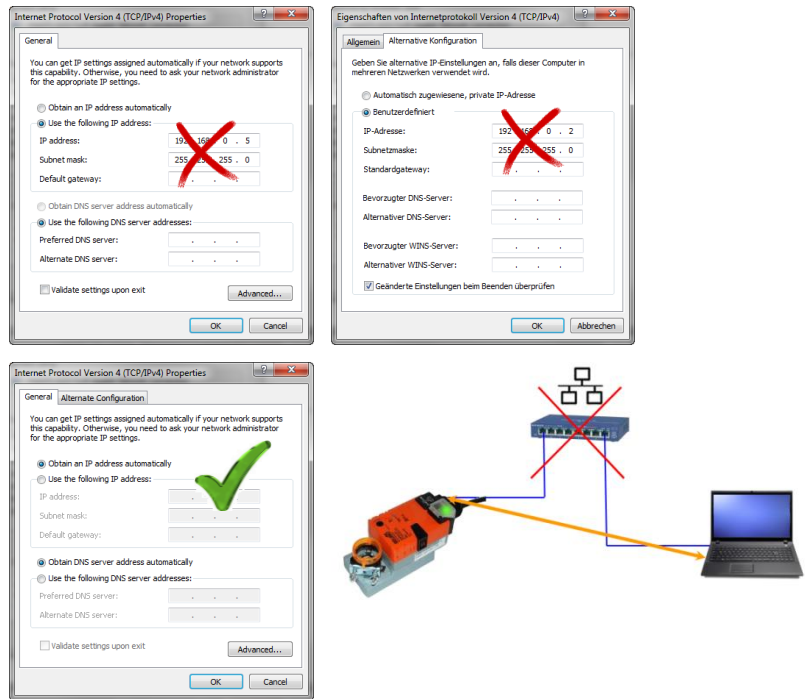 Internet Protocol Version 4 (TCP/IPv4) Properties
General
You can get IP settings assigned automatically if your network supports
this capability. Otherwise, you need to ask your network administrator
for the appropriate IP settings.
Obtain an IP address automatically
Use the following IP address:
IP address: 192 . 168 . 0 . 5
Subnet mask: 255 . 255 . 255 . 0
Default gateway: . . .
Obtain DNS server address automatically
Use the following DNS server addresses:
Preferred DNS server: . . .
Alternate DNS server: . . .
Validate settings upon exit
Advanced...
OK Cancel
Eigenschaften von Internetprotokoll Version 4 (TCP/IPv4)
Allgemein Alternative Konfiguration
Geben Sie alternative IP-Einstellungen an, falls dieser Computer in
mehreren Netzwerken verwendet wird.
Automatisch zugewiesene, private IP-Adresse
Benutzerdefiniert
IP-Adresse: 192 . 168 . 0 . 2
Subnetzmaske: 255 . 255 . 255 . 0
Standardgateway: . . .
Bevorzugter DNS-Server: . . .
Alternativer DNS-Server: . . .
Bevorzugter WINS-Server: . . .
Alternativer WINS-Server: . . .
Geänderte Einstellungen beim Beenden überprüfen
OK Abbrechen
Internet Protocol Version 4 (TCP/IPv4) Properties
General Alternate Configuration
You can get IP settings assigned automatically if your network supports
this capability. Otherwise, you need to ask your network administrator
for the appropriate IP settings.
Obtain an IP address automatically
Use the following IP address:
IP address: . . .
Subnet mask: . . .
Default gateway: . . .
Obtain DNS server address automatically
Use the following DNS server addresses:
Preferred DNS server: . . .
Alternate DNS server: . . .
Validate settings upon exit
Advanced...
OK Cancel